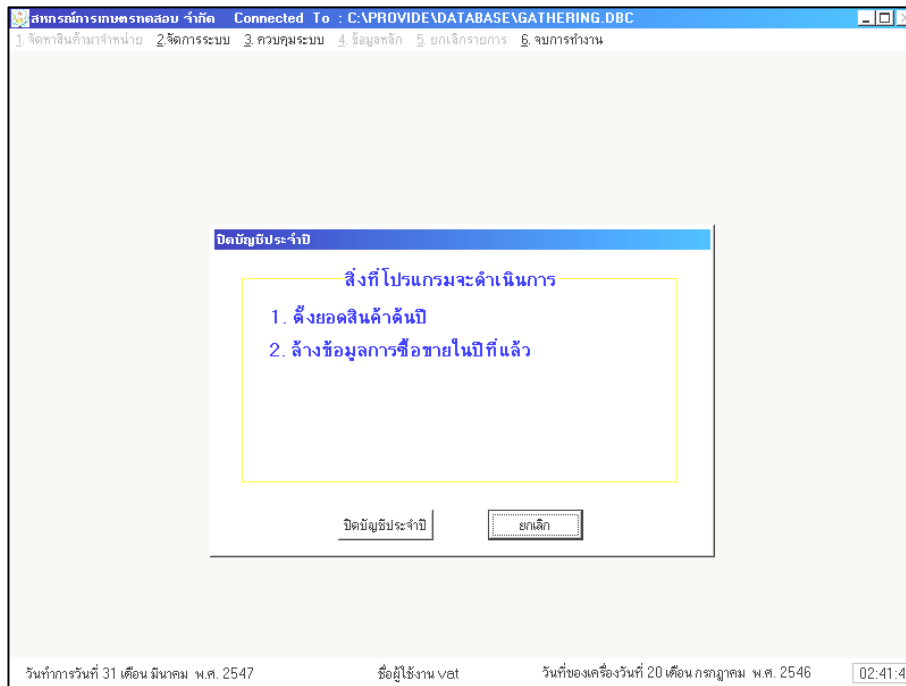 สหกรณ์การเกษตรทดสอบ จำกัด Connected To : C:\PROVIDE\DATABASE\GATHERING.DBC
1. จัดหาสินค้ามาจำหน่าย 2.จัดการระบบ 3. ควบคุมระบบ 4. ข้อมูลหลัก 5. ยกเลิกรายการ 6. จบการทำงาน
ปิดบัญชีประจำปี
สิ่งที่โปรแกรมจะดำเนินการ
1. ตั้งยอดสินค้าต้นปี
2. ล้างข้อมูลการซื้อขายในปีที่แล้ว
ปิดบัญชีประจำปี ยกเลิก
วันทำการวันที่ 31 เดือน มีนาคม พ.ศ. 2547 ชื่อผู้ใช้งาน vat วันที่ของเครื่องวันที่ 20 เดือน กรกฎาคม พ.ศ. 2546 02:41:4